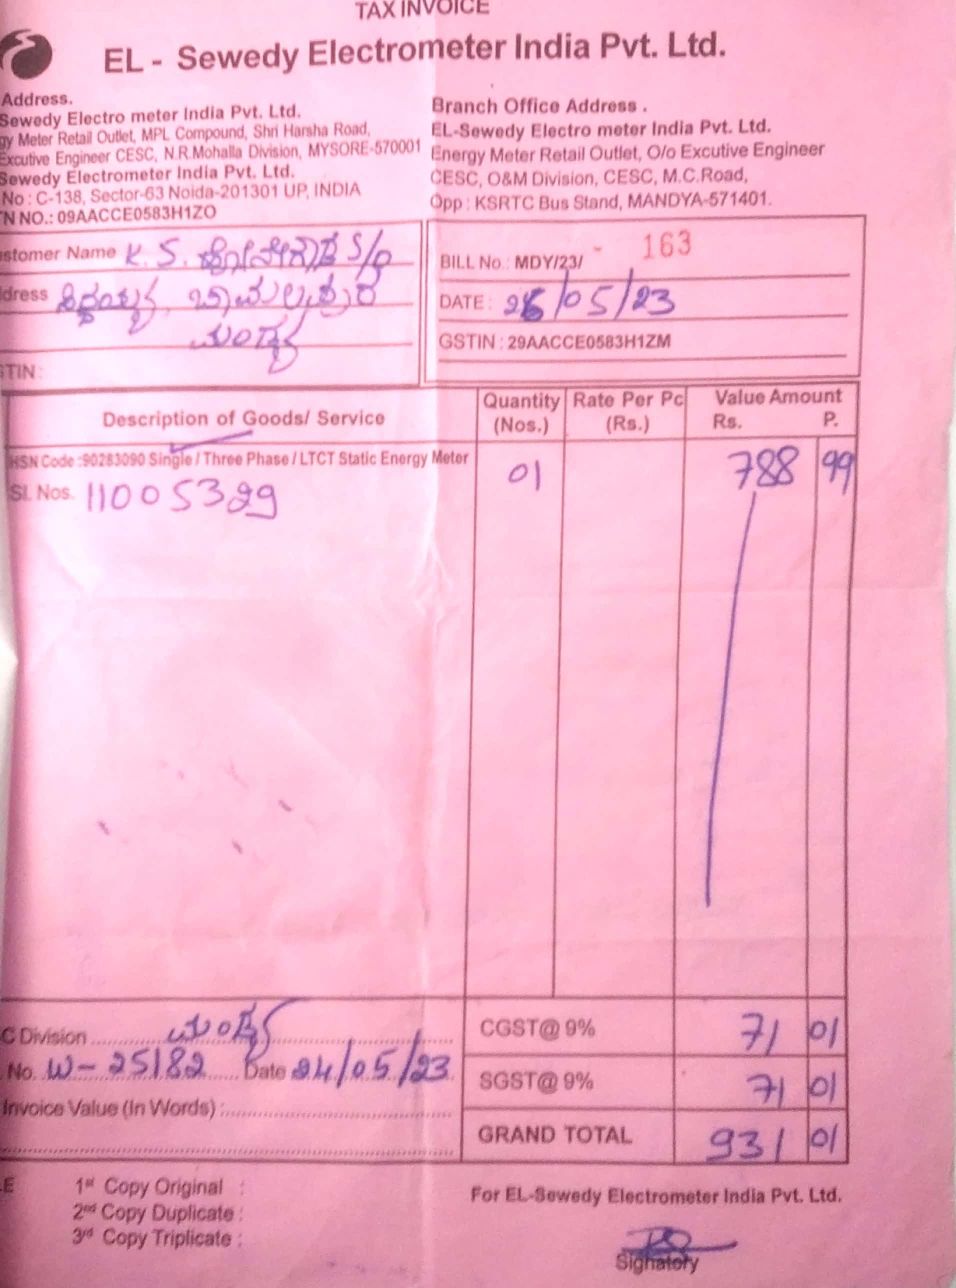 TAX INVOICE
EL - Sewedy Electrometer India Pvt. Ltd.
Address.
Sewedy Electro meter India Pvt. Ltd.
gy Meter Retail Outlet, MPL Compound, Shri Harsha Road,
Excutive Engineer CESC, N.R.Mohalla Division, MYSORE-570001
Sewedy Electrometer India Pvt. Ltd.
No : C-138, Sector-63 Noida-201301 UP, INDIA
N NO.: 09AACCE0583H1ZO
Branch Office Address .
EL-Sewedy Electro meter India Pvt. Ltd.
Energy Meter Retail Outlet, O/o Excutive Engineer
CESC, O&M Division, CESC, M.C.Road,
Opp : KSRTC Bus Stand, MANDYA-571401.
stomer Name K. S. S/o
dress
ಮಂಡ್ಯ
STIN:
BILL No.: MDY/23/ - 163
DATE : 26/05/23
GSTIN : 29AACCE0583H1ZM
Description of Goods/ Service Quantity (Nos.) Rate Per Pc (Rs.) Value Amount Rs. P.
HSN Code :90283090 Single / Three Phase / LTCT Static Energy Meter 01 788 99
Sl. Nos. 11005329
C Division ಮಂಡ್ಯ
No. W-25182 Date 24/05/23
Invoice Value (In Words) :
CGST@ 9% 71 01
SGST@ 9% 71 01
GRAND TOTAL 931 01
E 1st Copy Original :
2nd Copy Duplicate :
3rd Copy Triplicate :
For EL-Sewedy Electrometer India Pvt. Ltd.
Signatory